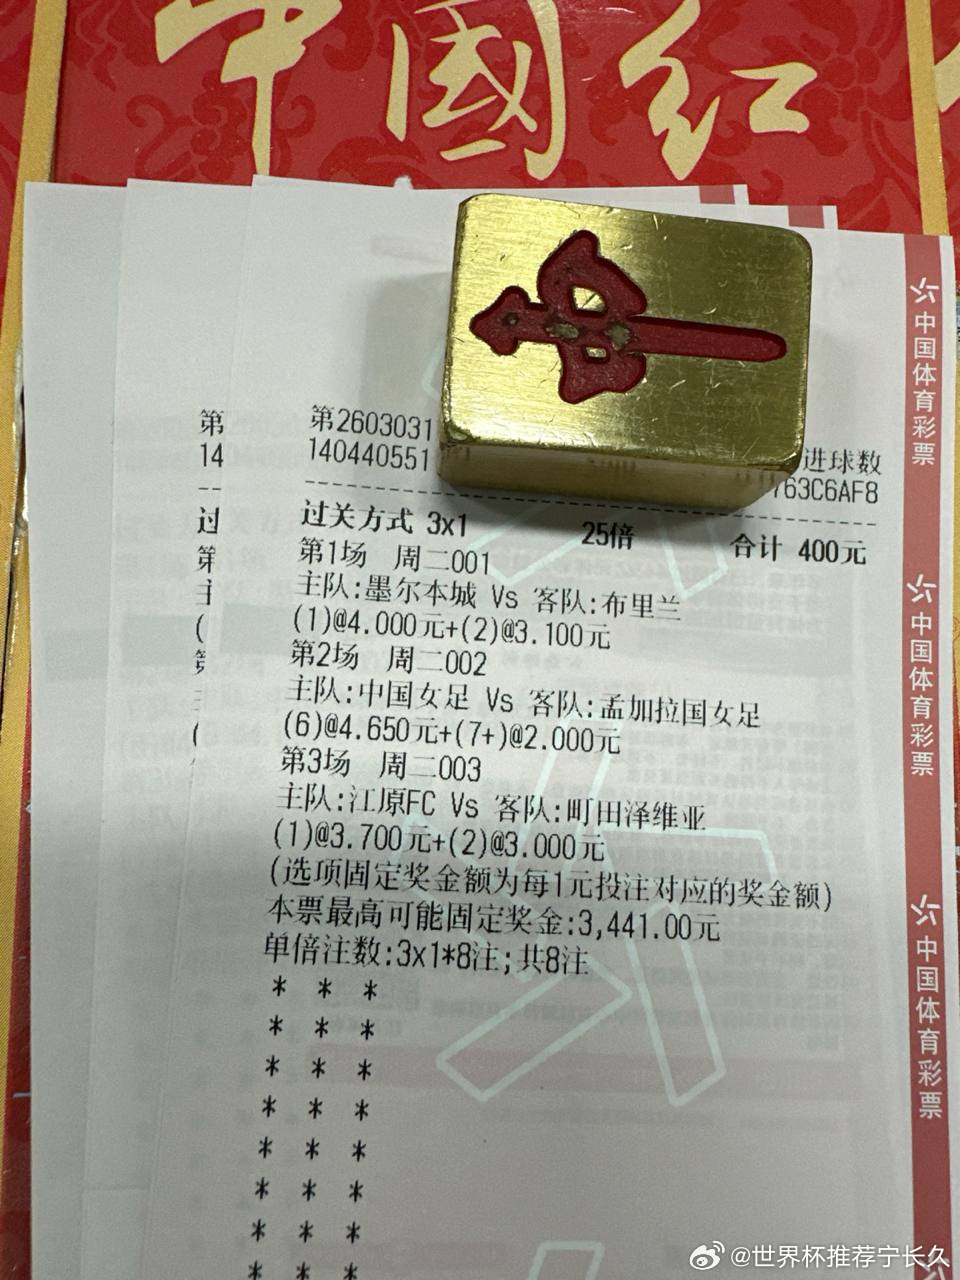 中國红
第2603031
140440551
进球数
763C6AF8
过关方式 3x1 25倍 合计 400元
第1场 周二001
主队:墨尔本城 Vs 客队:布里兰
(1)@4.000元+(2)@3.100元
第2场 周二002
主队:中国女足 Vs 客队:孟加拉国女足
(6)@4.650元+(7+)@2.000元
第3场 周二003
主队:江原FC Vs 客队:町田泽维亚
(1)@3.700元+(2)@3.000元
(选项固定奖金额为每1元投注对应的奖金额)
本票最高可能固定奖金:3,441.00元
单倍注数:3x1*8注;共8注
* * *
* * *
* * *
* * *
* * *
* * *
* * *
* * *
第
14
过
第
主
(
第
中国体育彩票
中国体育彩票
中国体育彩票
@世界杯推荐宁长久